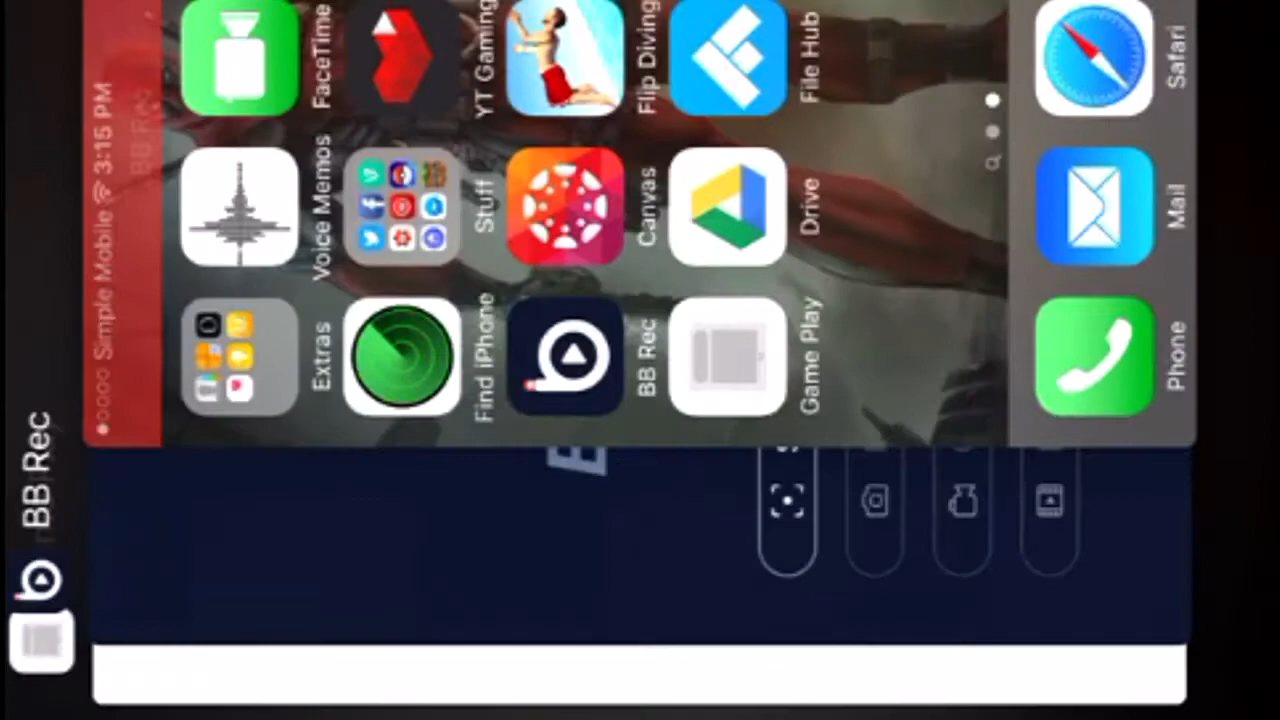 BB Rec
Simple Mobile 3:15 PM
Extras Voice Memos FaceTime
Find iPhone Stuff YT Gaming
BB Rec Canvas Flip Diving
Game Play Drive File Hub
Phone Mail Safari